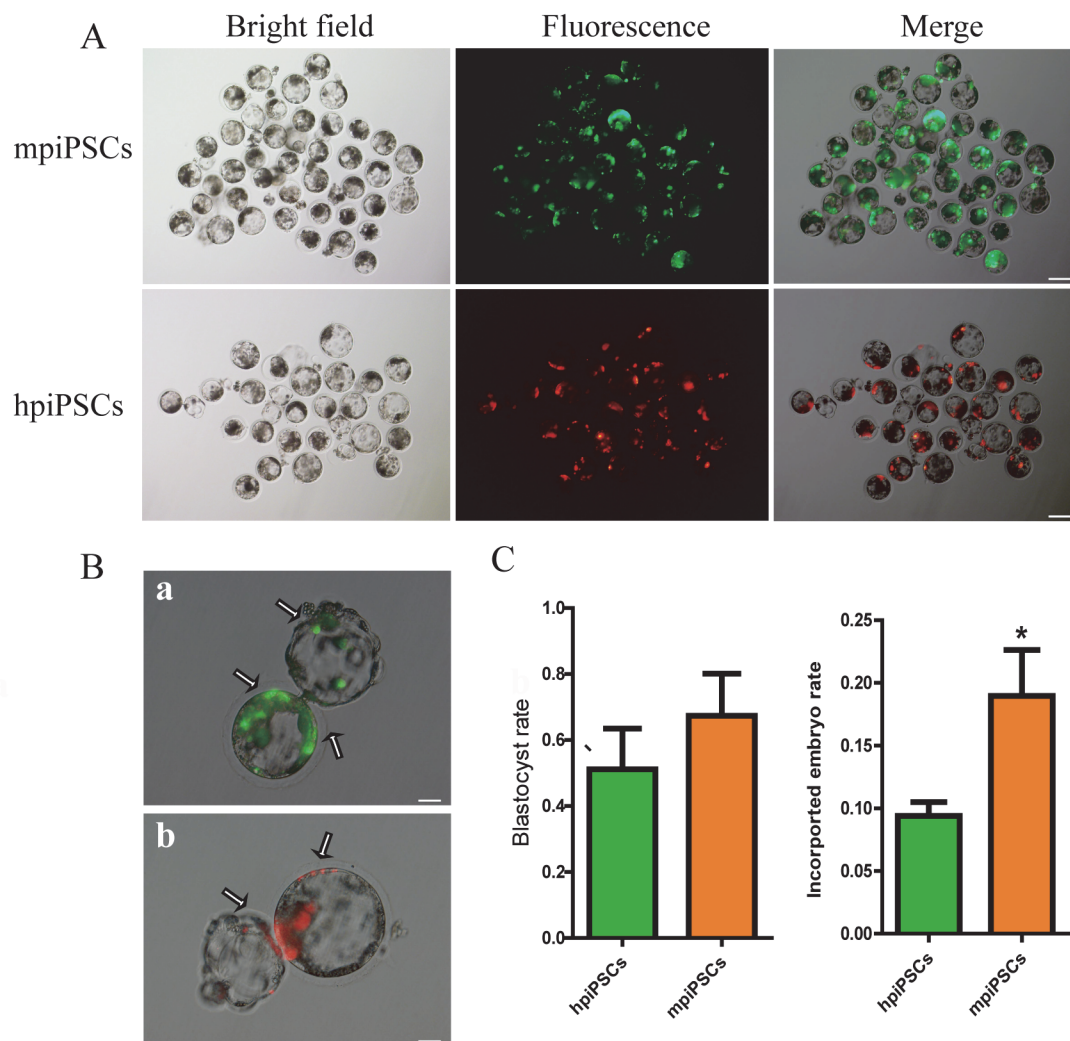 A
Bright field
Fluorescence
Merge
mpiPSCs
hpiPSCs
B
a
b
C
Blastocyst rate
1.0
0.8
0.6
0.4
0.2
0.0
hpiPSCs
mpiPSCs
Incorported embryo rate
0.25
0.20
0.15
0.10
0.05
0.00
*
hpiPSCs
mpiPSCs